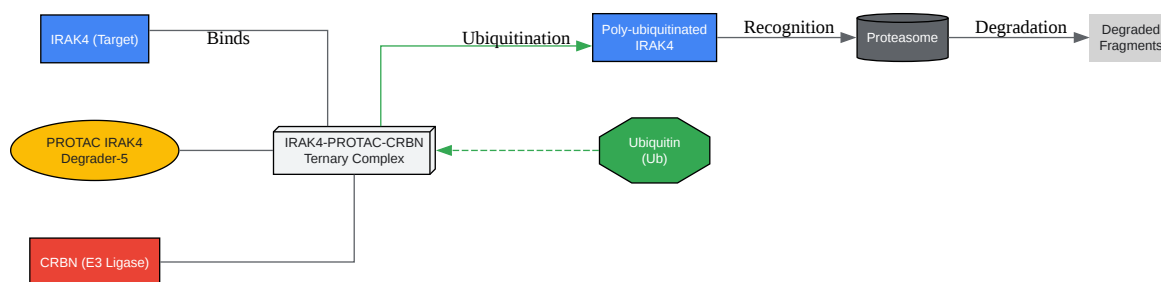 IRAK4 (Target)
Binds
Ubiquitination
Poly-ubiquitinated
IRAK4
Recognition
Proteasome
Degradation
Degraded
Fragments
PROTAC IRAK4
Degrader-5
IRAK4-PROTAC-CRBN
Ternary Complex
Ubiquitin
(Ub)
CRBN (E3 Ligase)